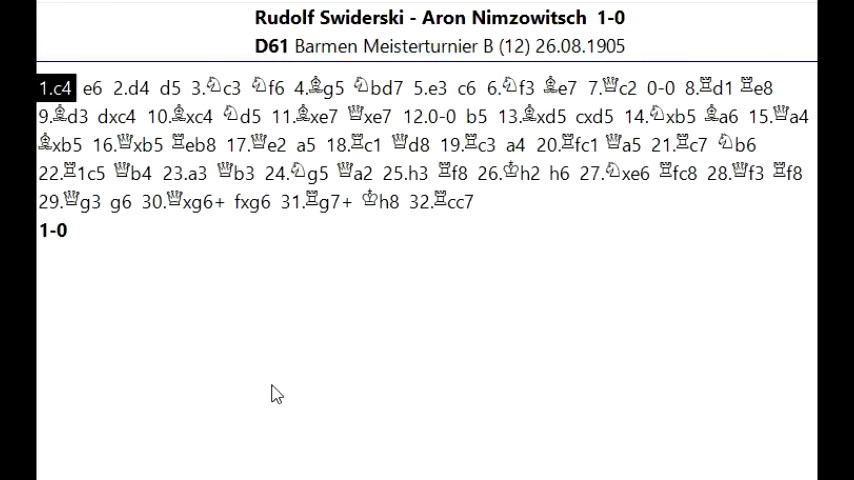 Rudolf Swiderski - Aron Nimzowitsch 1-0
D61 Barmen Meisterturnier B (12) 26.08.1905
1.c4 e6 2.d4 d5 3.♘c3 ♘f6 4.♗g5 ♘bd7 5.e3 c6 6.♘f3 ♗e7 7.♕c2 0-0 8.♖d1 ♖e8
9.♗d3 dxc4 10.♗xc4 ♘d5 11.♗xe7 ♕xe7 12.0-0 b5 13.♗xd5 cxd5 14.♘xb5 ♗a6 15.♕a4
♗xb5 16.♕xb5 ♖eb8 17.♕e2 a5 18.♖c1 ♕d8 19.♖c3 a4 20.♖fc1 ♕a5 21.♖c7 ♘b6
22.♖1c5 ♕b4 23.a3 ♕b3 24.♘g5 ♕a2 25.h3 ♖f8 26.♔h2 h6 27.♘xe6 ♖fc8 28.♕f3 ♖f8
29.♕g3 g6 30.♕xg6+ fxg6 31.♖g7+ ♔h8 32.♖cc7
1-0